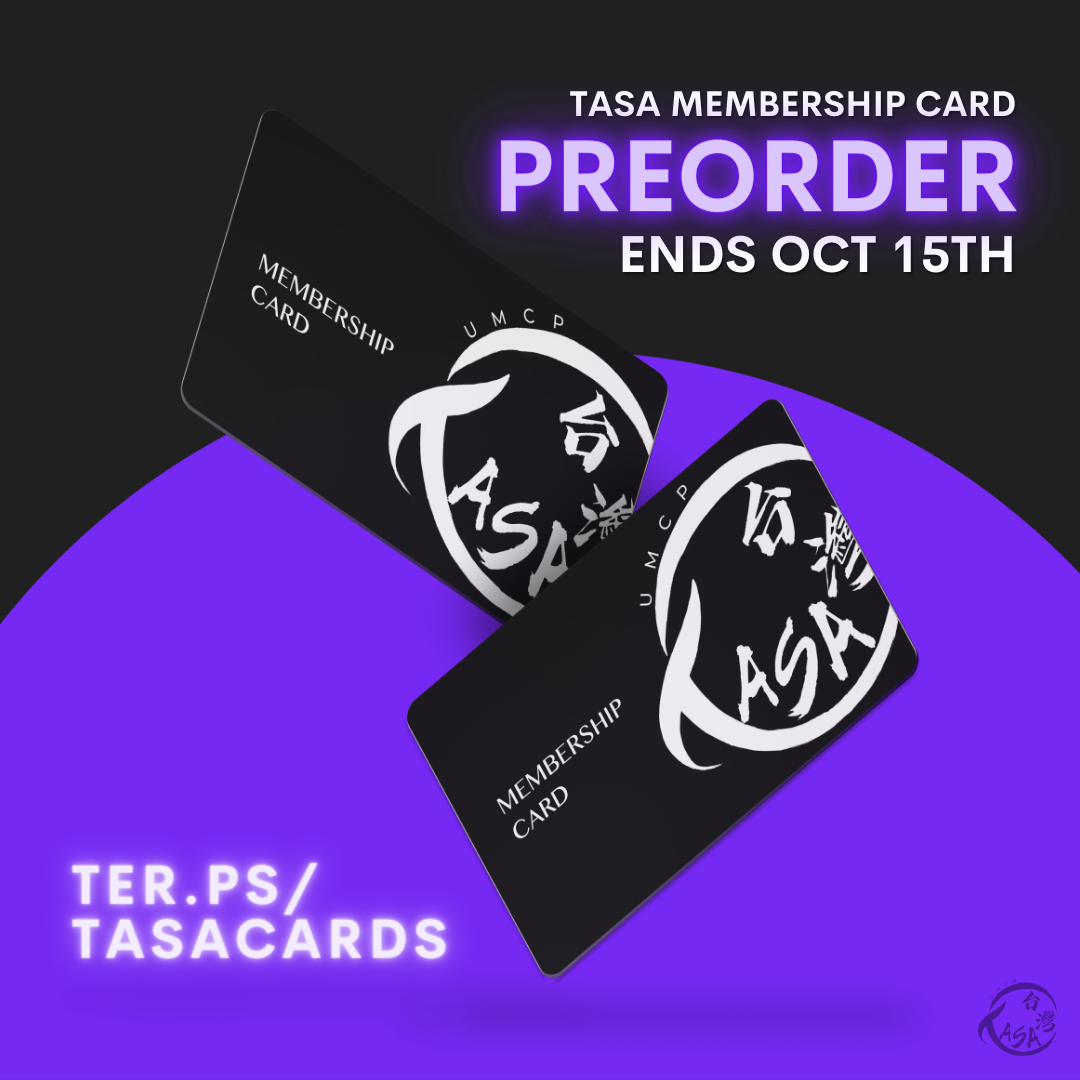 TASA MEMBERSHIP CARD
PREORDER
ENDS OCT 15TH
MEMBERSHIP
CARD
UMCP
台
TASA
灣
UMCP
台灣
TASA
MEMBERSHIP
CARD
TER.PS/
TASACARDS
台灣
TASA